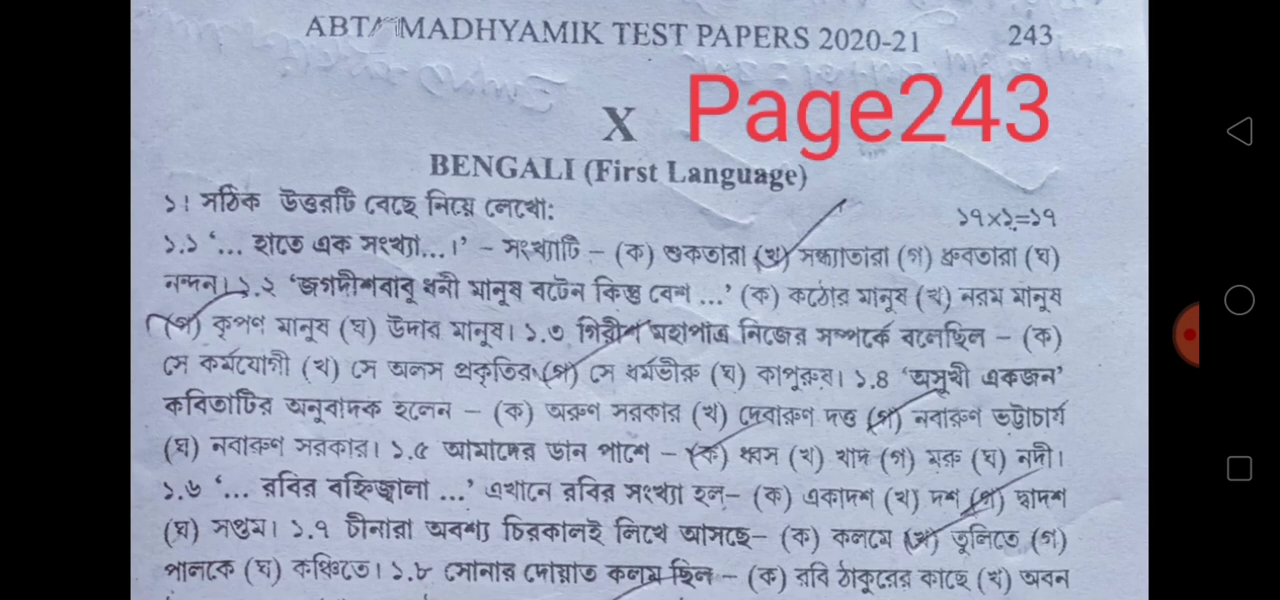 ABTA MADHYAMIK TEST PAPERS 2020-21 243
Page243
X
BENGALI (First Language)
১। সঠিক উত্তরটি বেছে নিয়ে লেখো: ১৭×১=১৭
১.১ ‘... হাতে এক সংখ্যা...।’ – সংখ্যাটি – (ক) শুকতারা (খ) সন্ধ্যাতারা (গ) ধ্রুবতারা (ঘ)
নন্দন। ১.২ ‘জগদীশবাবু ধনী মানুষ বটেন কিন্তু বেশ ...’ (ক) কঠোর মানুষ (খ) নরম মানুষ
(গ) কৃপণ মানুষ (ঘ) উদার মানুষ। ১.৩ গিরীশ মহাপাত্র নিজের সম্পর্কে বলেছিল – (ক)
সে কর্মযোগী (খ) সে অলস প্রকৃতির (গ) সে ধর্মভীরু (ঘ) কাপুরুষ। ১.৪ ‘অসুখী একজন’
কবিতাটির অনুবাদক হলেন – (ক) অরুণ সরকার (খ) দেবারুণ দত্ত (গ) নবারুণ ভট্টাচার্য
(ঘ) নবারুণ সরকার। ১.৫ আমাদের ডান পাশে – (ক) ধ্বস (খ) খাদ (গ) মরু (ঘ) নদী।
১.৬ ‘... রবির বহ্নিজ্বালা ...’ এখানে রবির সংখ্যা হল– (ক) একাদশ (খ) দশ (গ) দ্বাদশ
(ঘ) সপ্তম। ১.৭ চীনারা অবশ্য চিরকালই লিখে আসছে– (ক) কলমে (খ) তুলিতে (গ)
পালকে (ঘ) কঞ্চিতে। ১.৮ সোনার দোয়াত কলম ছিল – (ক) রবি ঠাকুরের কাছে (খ) অবন